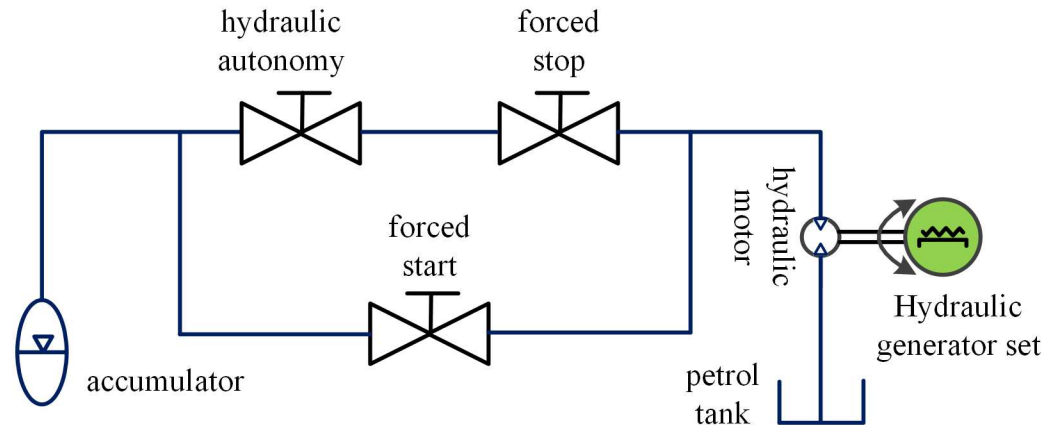 hydraulic
autonomy
forced
stop
forced
start
hydraulic
motor
Hydraulic
generator set
accumulator
petrol
tank